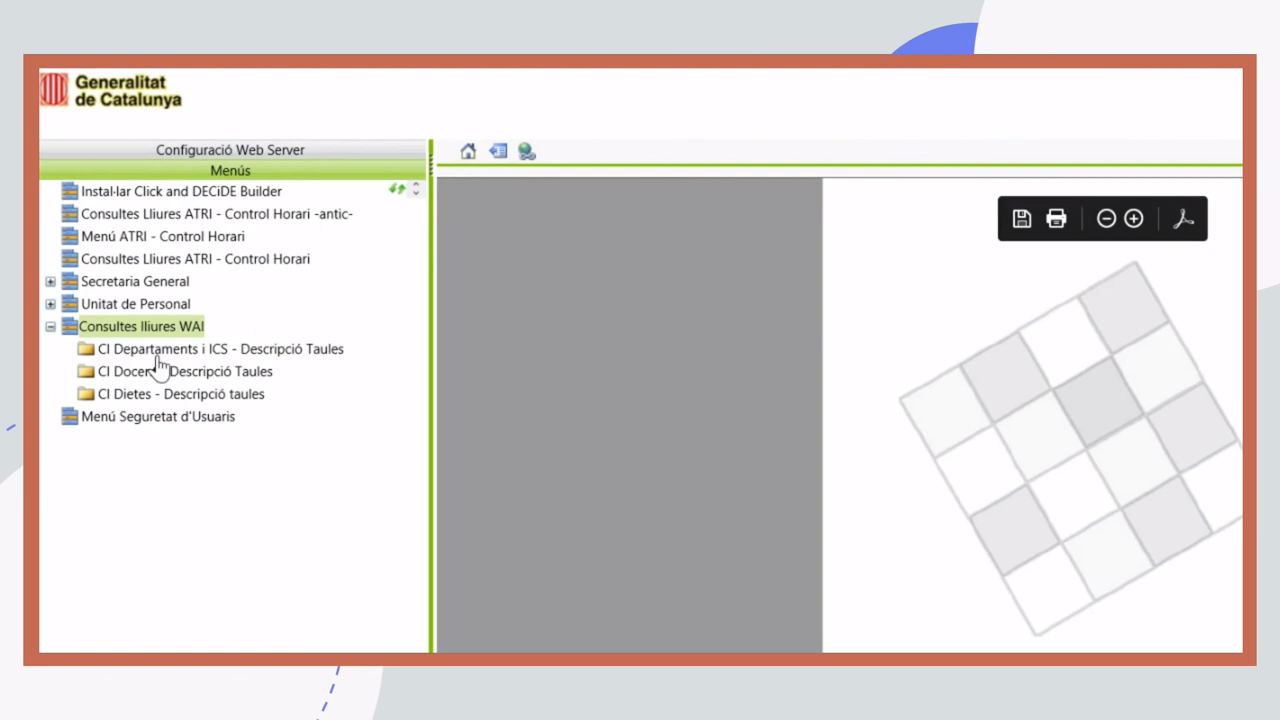 Generalitat
de Catalunya
Configuració Web Server
Menús
Instal·lar Click and DECiDE Builder
Consultes Lliures ATRI - Control Horari -antic-
Menú ATRI - Control Horari
Consultes Lliures ATRI - Control Horari
Secretaria General
Unitat de Personal
Consultes lliures WAI
CI Departaments i ICS - Descripció Taules
CI Descripció Taules
CI Dietes - Descripció taules
Menú Seguretat d'Usuaris